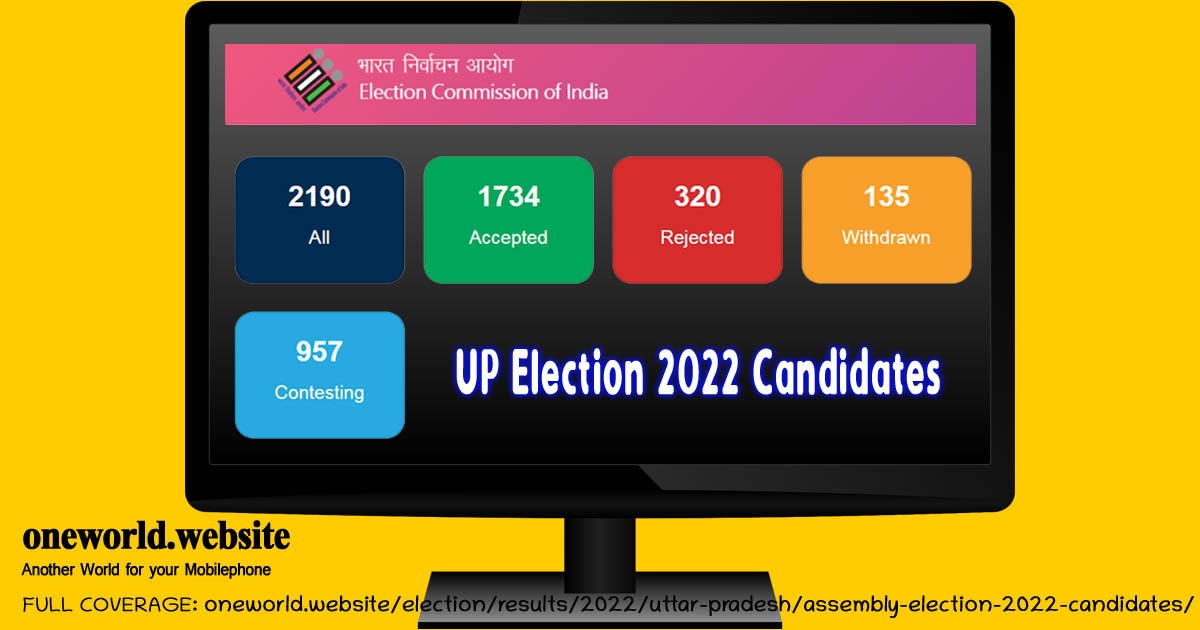 भारत निर्वाचन आयोग
Election Commission of India
2190
All
1734
Accepted
320
Rejected
135
Withdrawn
957
Contesting
UP Election 2022 Candidates
oneworld.website
Another World for your Mobilephone
FULL COVERAGE: oneworld.website/election/results/2022/uttar-pradesh/assembly-election-2022-candidates/